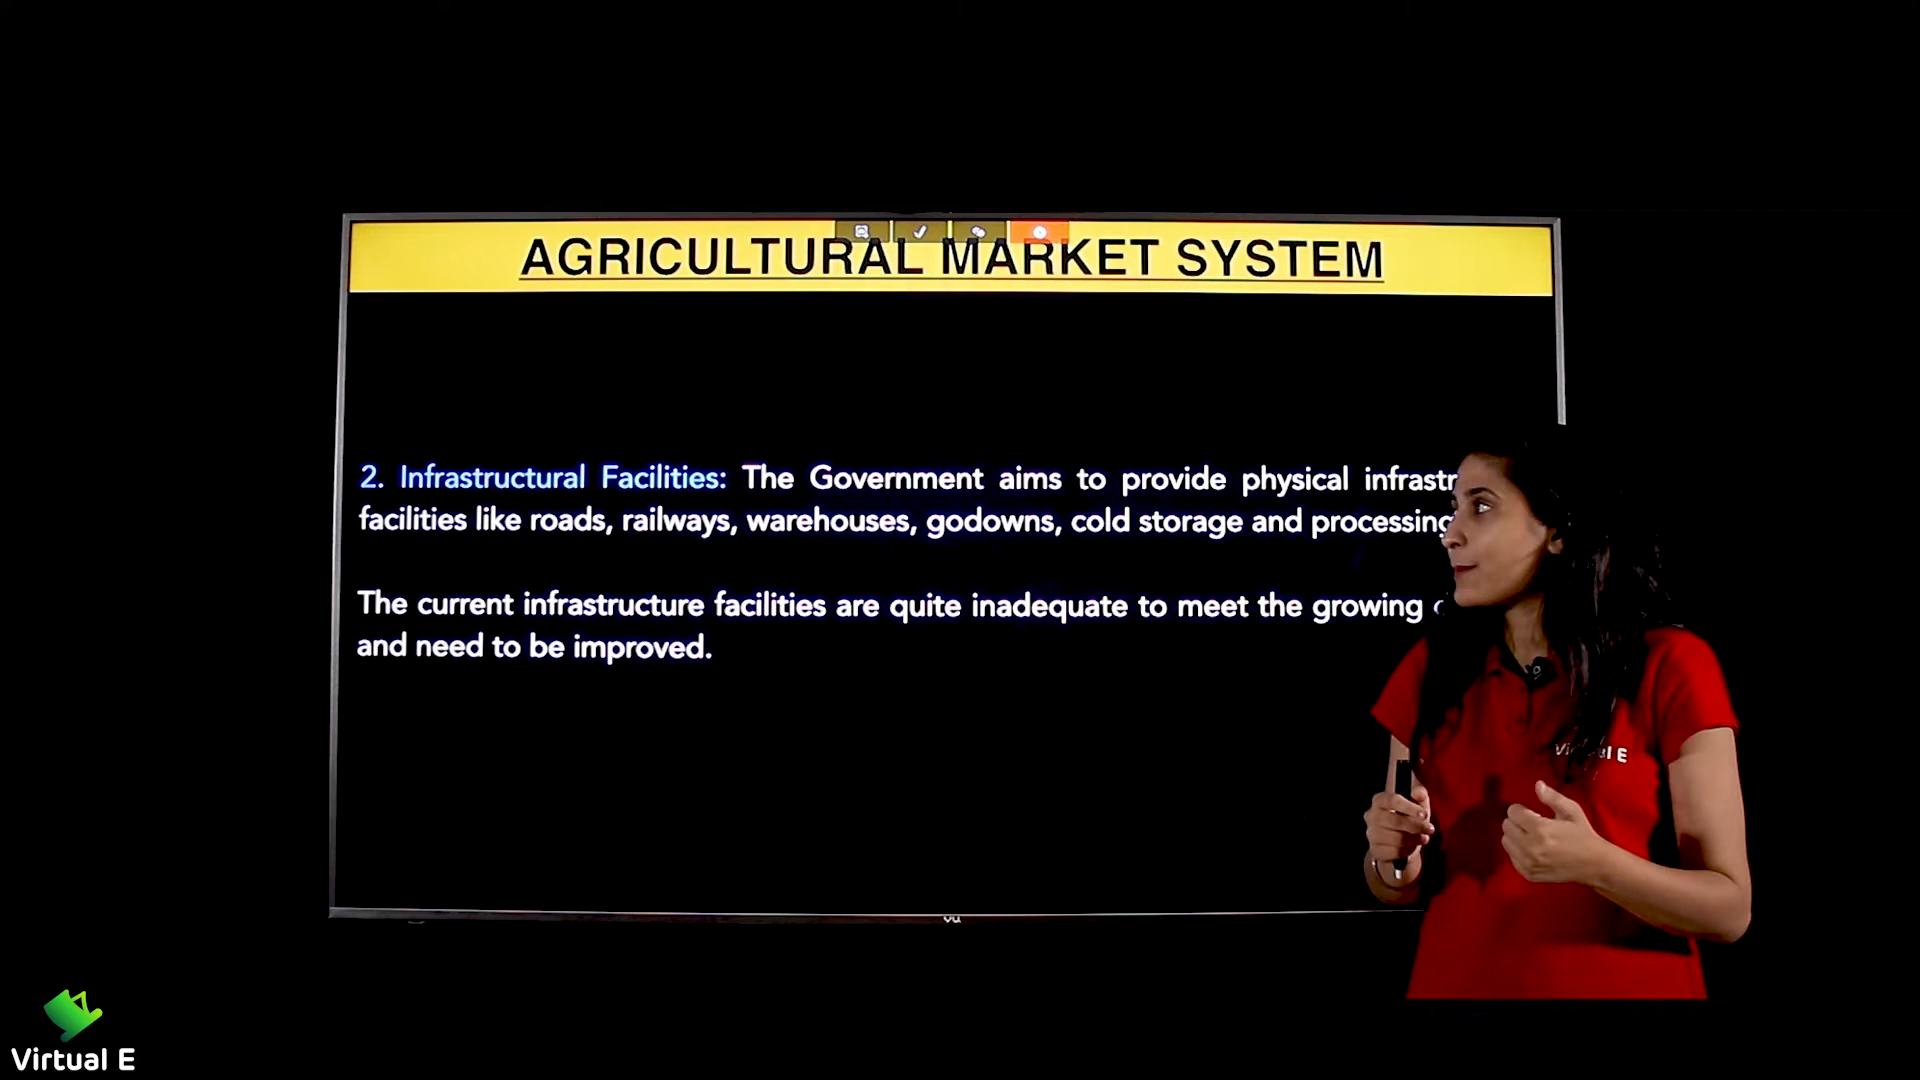 AGRICULTURAL MARKET SYSTEM
2. Infrastructural Facilities: The Government aims to provide physical
facilities like roads, railways, warehouses, godowns, cold storage and processing
The current infrastructure facilities are quite inadequate to meet the growing
and need to be improved.
l E
vu
Virtual E